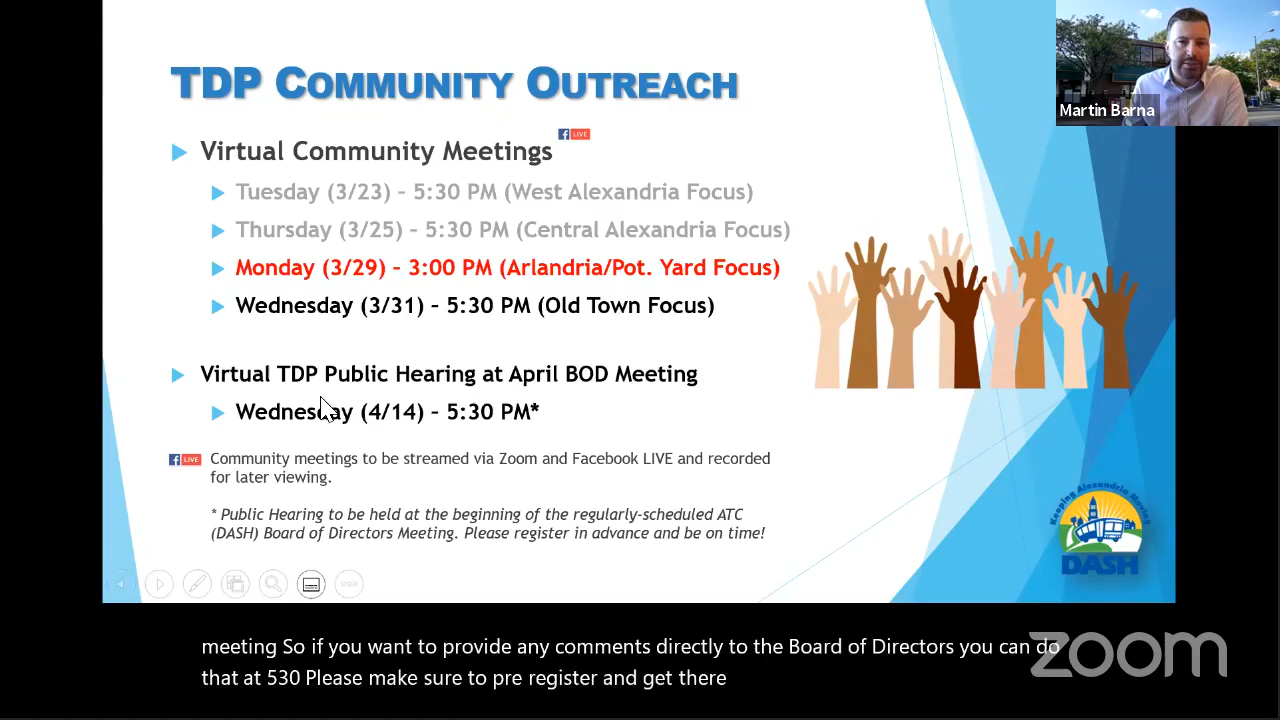 TDP COMMUNITY OUTREACH
Martin Barna
LIVE
Virtual Community Meetings
Tuesday (3/23) – 5:30 PM (West Alexandria Focus)
Thursday (3/25) – 5:30 PM (Central Alexandria Focus)
Monday (3/29) – 3:00 PM (Arlandria/Pot. Yard Focus)
Wednesday (3/31) – 5:30 PM (Old Town Focus)
Virtual TDP Public Hearing at April BOD Meeting
Wednesday (4/14) – 5:30 PM*
LIVE Community meetings to be streamed via Zoom and Facebook LIVE and recorded
for later viewing.
* Public Hearing to be held at the beginning of the regularly-scheduled ATC
(DASH) Board of Directors Meeting. Please register in advance and be on time!
Keeping Alexandria Moving
DASH
meeting So if you want to provide any comments directly to the Board of Directors you can do
that at 530 Please make sure to pre register and get there
zoom